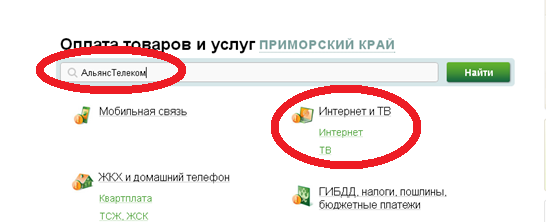 Оплата товаров и услуг ПРИМОРСКИЙ КРАЙ
АльянсТелеком
Найти
Мобильная связь
Интернет и ТВ
Интернет
ТВ
ЖКХ и домашний телефон
Квартплата
ТСЖ, ЖСК
ГИБДД, налоги, пошлины,
бюджетные платежи